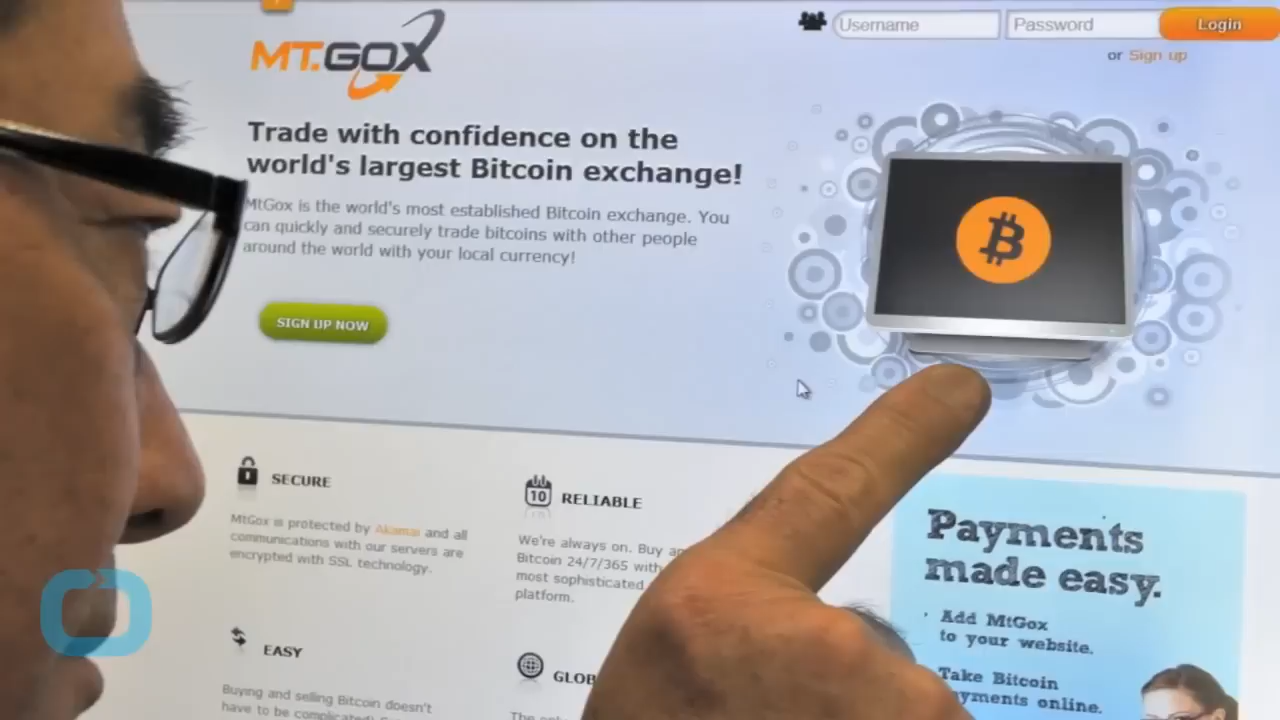 MT.GOX
Username
Password
Login
or Sign up
Trade with confidence on the
world's largest Bitcoin exchange!
MtGox is the world's most established Bitcoin exchange. You
can quickly and securely trade bitcoins with other people
around the world with your local currency!
SIGN UP NOW
SECURE
MtGox is protected by Akamai and all
communications with our servers are
encrypted with SSL technology.
10
RELIABLE
We're always on. Buy
Bitcoin 24/7/365 with
most sophisticated
platform.
EASY
Buying and selling Bitcoin doesn't
have to be complicated!
Payments
made easy.
Add MtGox
to your website.
Take Bitcoin
payments online.